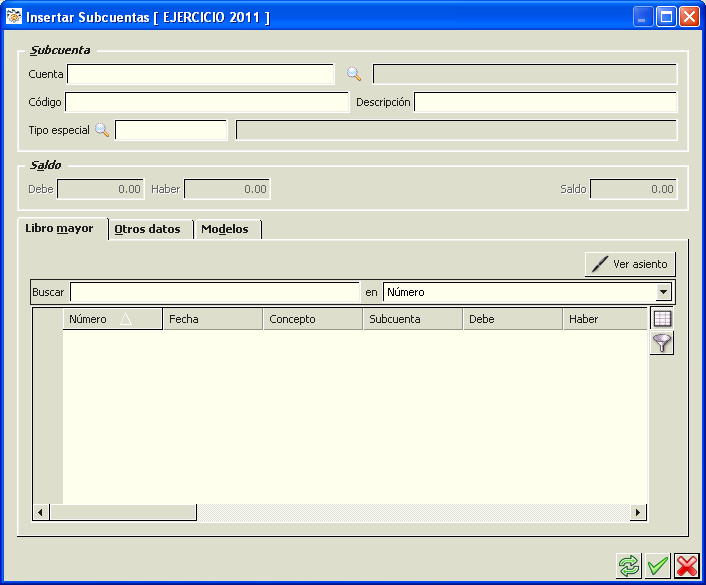 Insertar Subcuentas [ EJERCICIO 2011 ]
Subcuenta
Cuenta
Código Descripción
Tipo especial
Saldo
Debe 0.00 Haber 0.00 Saldo 0.00
Libro mayor Otros datos Modelos
Ver asiento
Buscar en Número
Número Fecha Concepto Subcuenta Debe Haber